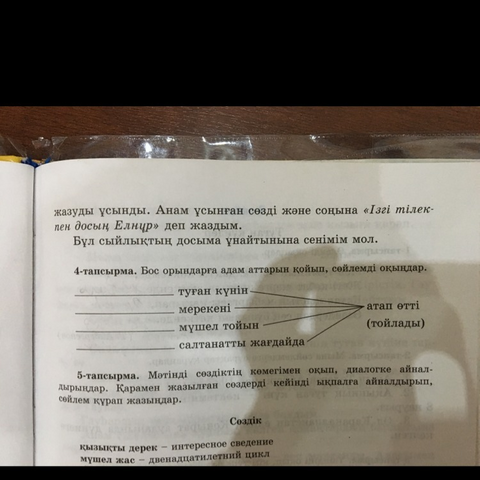 жазуды ұсынды. Анам ұсынған сөзді және соңына «Ізгі тілек-
пен досың Елнұр» деп жаздым.
Бұл сыйлықтың досыма ұнайтынына сенімім мол.
4-тапсырма. Бос орындарға адам аттарын қойып, сөйлемді оқыңдар.
туған күнін
мерекені
атап өтті
мүшел тойын
(тойлады)
салтанатты жағдайда
5-тапсырма. Мәтінді сөздіктің көмегімен оқып, диалогке айнал-
дырыңдар. Қарамен жазылған сөздерді кейінді ықпалға айналдырып,
сөйлем құрап жазыңдар.
Сөздік
қызықты дерек – интересное сведение
мүшел жас – двенадцатилетний цикл